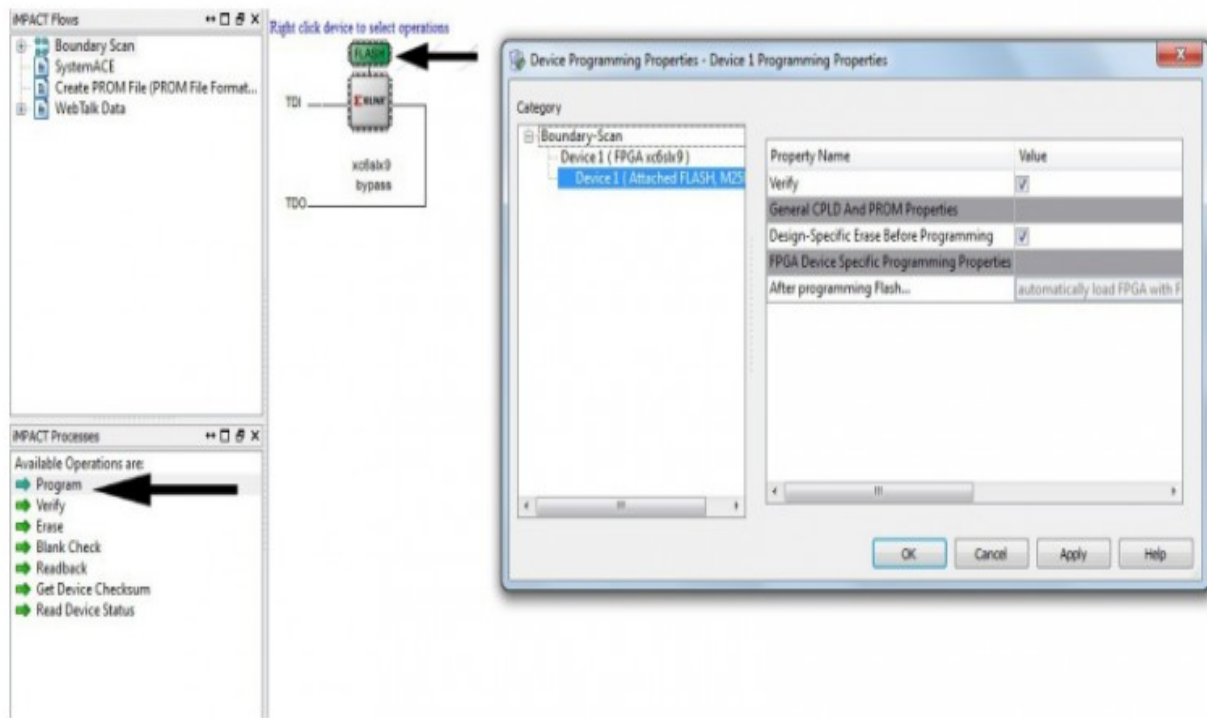 iMPACT Flows
Boundary Scan
SystemACE
Create PROM File (PROM File Format...
WebTalk Data
Right click device to select operations
FLASH
TDI
XILINX
xc6slx9
bypass
TDO
iMPACT Processes
Available Operations are:
Program
Verify
Erase
Blank Check
Readback
Get Device Checksum
Read Device Status
Device Programming Properties - Device 1 Programming Properties
Category
Boundary-Scan
Device 1 ( FPGA xc6slx9 )
Device 1 ( Attached FLASH, M25
Property Name Value
Verify
General CPLD And PROM Properties
Design-Specific Erase Before Programming
FPGA Device Specific Programming Properties
After programming Flash... automatically load FPGA with F
OK Cancel Apply Help